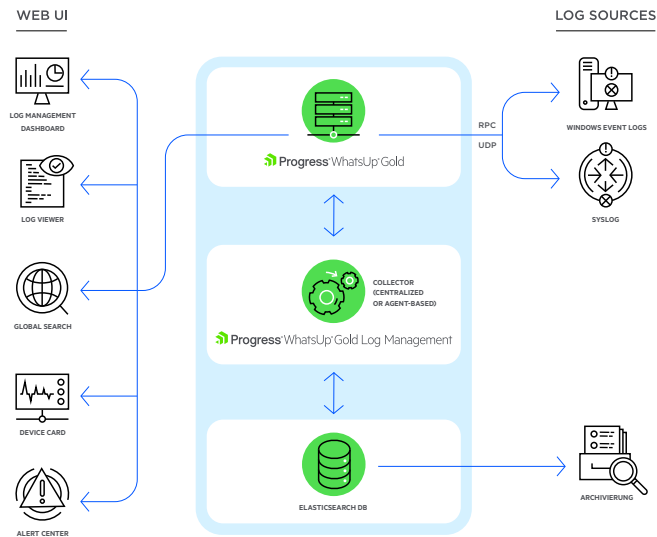 WEB UI
LOG SOURCES
LOG MANAGEMENT
DASHBOARD
LOG VIEWER
GLOBAL SEARCH
DEVICE CARD
ALERT CENTER
Progress® WhatsUp® Gold
COLLECTOR
(CENTRALIZED
OR AGENT-BASED)
Progress® WhatsUp® Gold Log Management
ELASTICSEARCH DB
RPC
UDP
WINDOWS EVENT LOGS
SYSLOG
ARCHIVIERUNG